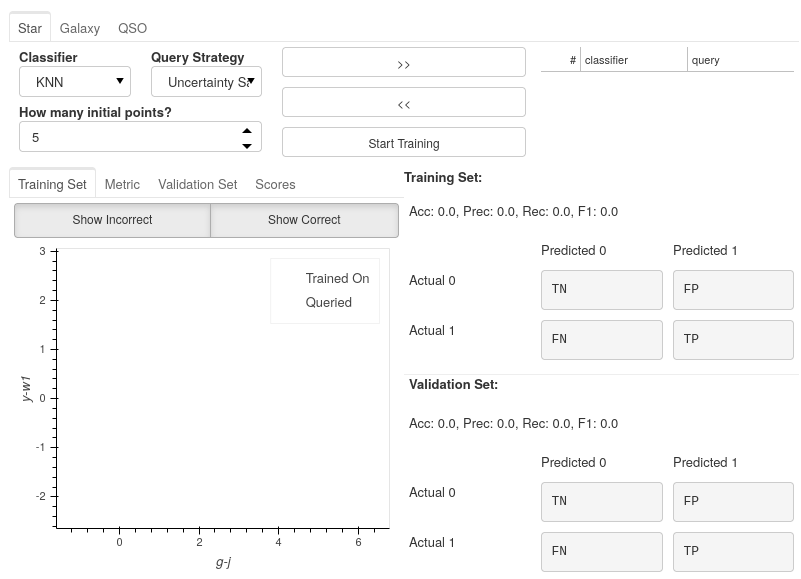 Star Galaxy QSO
Classifier Query Strategy
KNN Uncertainty
How many initial points?
5
>>
<<
Start Training
# classifier query
Training Set Metric Validation Set Scores
Show Incorrect Show Correct
3
2
1
0
-1
-2
y-w1
Trained On
Queried
0 2 4 6
g-j
Training Set:
Acc: 0.0, Prec: 0.0, Rec: 0.0, F1: 0.0
Predicted 0 Predicted 1
Actual 0 TN FP
Actual 1 FN TP
Validation Set:
Acc: 0.0, Prec: 0.0, Rec: 0.0, F1: 0.0
Predicted 0 Predicted 1
Actual 0 TN FP
Actual 1 FN TP